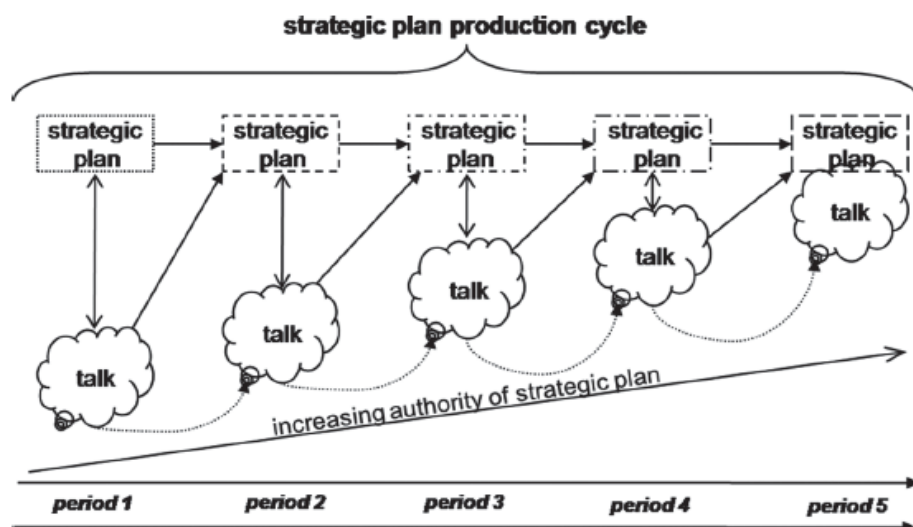 strategic plan production cycle
strategic
plan
strategic
plan
strategic
plan
strategic
plan
strategic
plan
talk
talk
talk
talk
talk
increasing authority of strategic plan
period 1
period 2
period 3
period 4
period 5